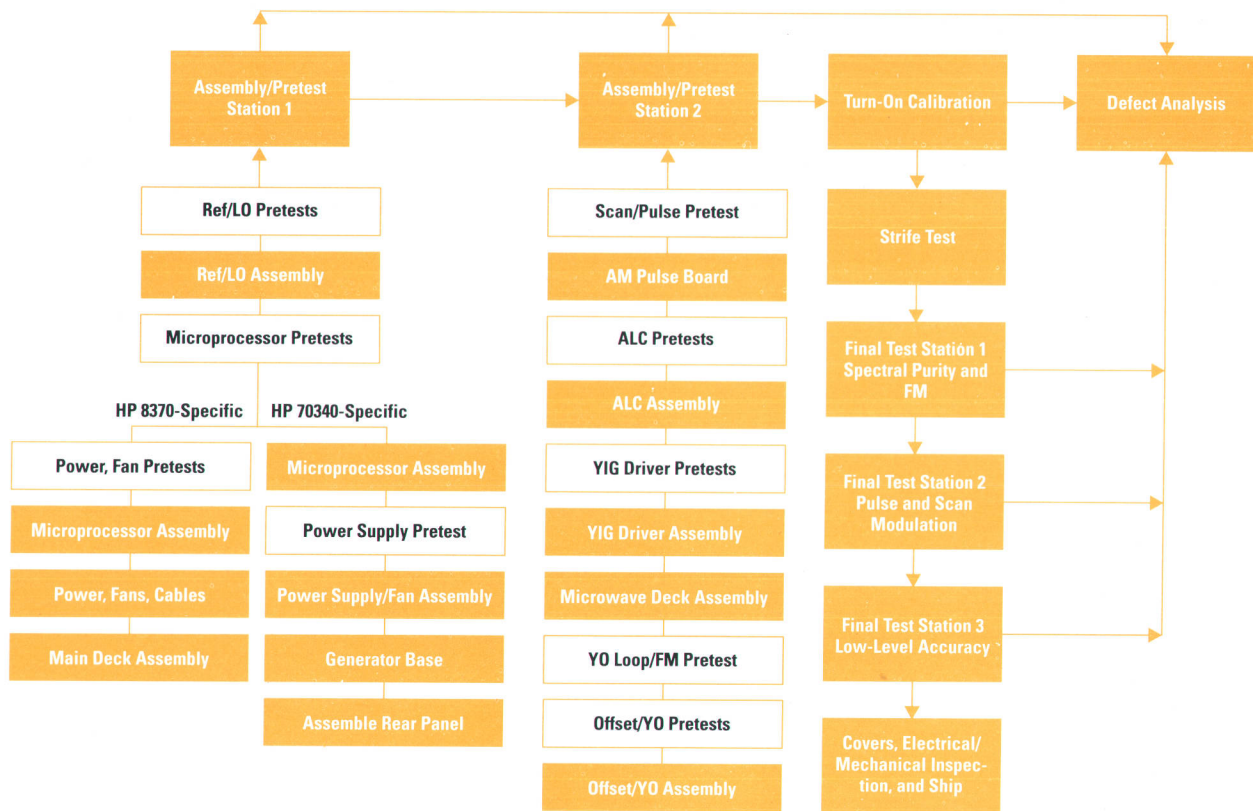 Assembly/Pretest
Station 1
Assembly/Pretest
Station 2
Turn-On Calibration
Defect Analysis
Ref/LO Pretests
Ref/LO Assembly
Microprocessor Pretests
HP 8370-Specific
HP 70340-Specific
Power, Fan Pretests
Microprocessor Assembly
Power, Fans, Cables
Main Deck Assembly
Microprocessor Assembly
Power Supply Pretest
Power Supply/Fan Assembly
Generator Base
Assemble Rear Panel
Scan/Pulse Pretest
AM Pulse Board
ALC Pretests
ALC Assembly
YIG Driver Pretests
YIG Driver Assembly
Microwave Deck Assembly
YO Loop/FM Pretest
Offset/YO Pretests
Offset/YO Assembly
Strife Test
Final Test Station 1
Spectral Purity and
FM
Final Test Station 2
Pulse and Scan
Modulation
Final Test Station 3
Low-Level Accuracy
Covers, Electrical/
Mechanical Inspec-
tion, and Ship